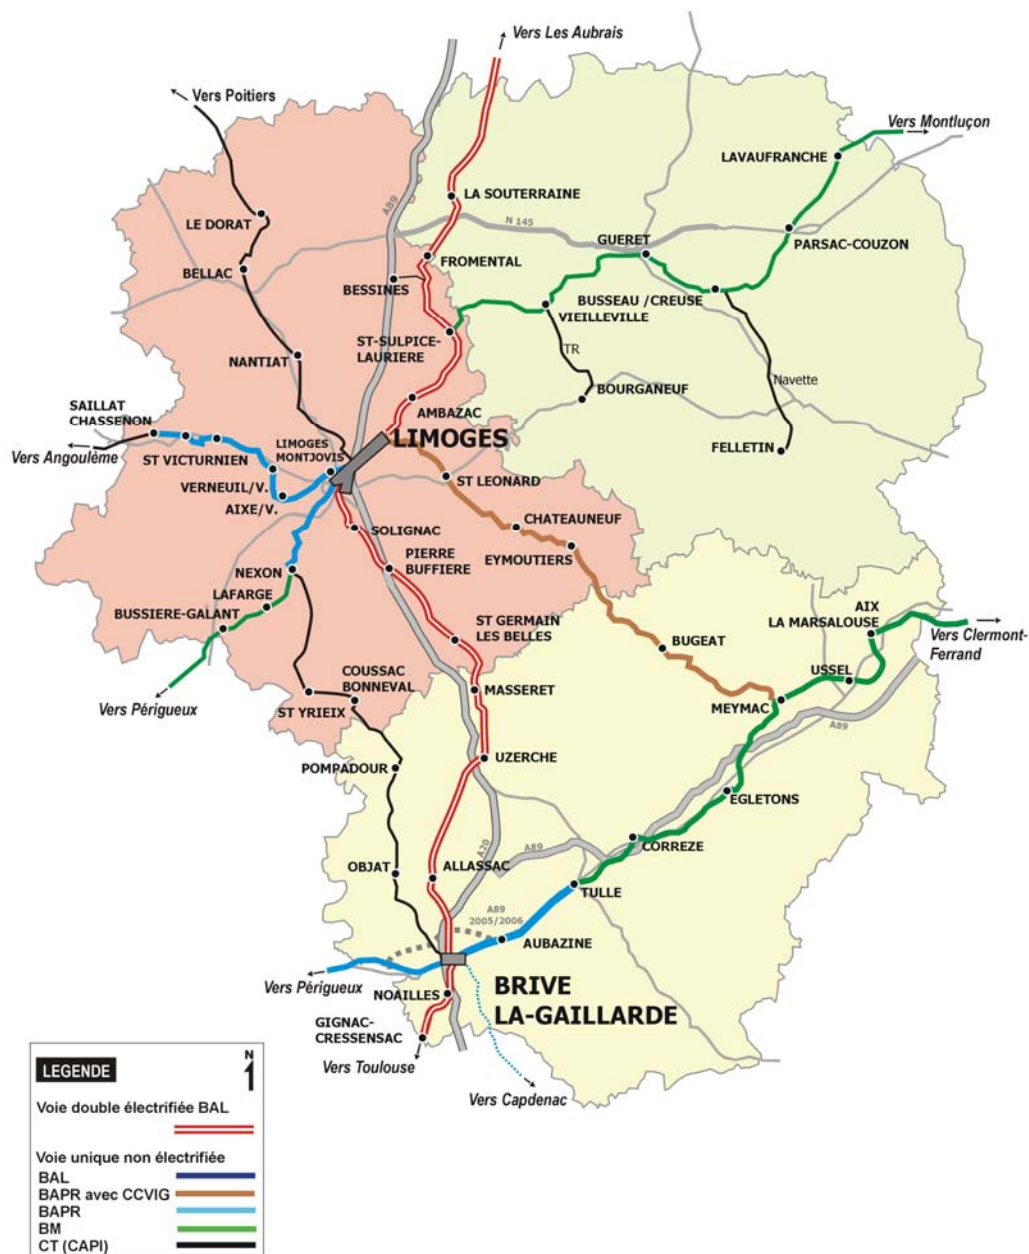 Vers Les Aubrais
Vers Poitiers
Vers Montluçon
LAVAUFRANCHE
A89
LA SOUTERRAINE
LE DORAT
N 145
GUERET
PARSAC-COUZON
FROMENTAL
BELLAC
BESSINES
BUSSEAU /CREUSE
VIEILLEVILLE
ST-SULPICE-
LAURIERE
TR
NANTIAT
Navette
BOURGANEUF
SAILLAT
CHASSENON
AMBAZAC
LIMOGES
FELLETIN
Vers Angoulême
ST VICTURNIEN
LIMOGES
MONTJOVIS
ST LEONARD
VERNEUIL/V.
AIXE/V.
CHATEAUNEUF
SOLIGNAC
EYMOUTIERS
PIERRE
BUFFIERE
NEXON
LAFARGE
BUSSIERE-GALANT
AIX
LA MARSALOUSE
ST GERMAIN
LES BELLES
BUGEAT
Vers Clermont-
Ferrand
COUSSAC
BONNEVAL
USSEL
MASSERET
MEYMAC
Vers Périgueux
ST YRIEIX
A89
UZERCHE
POMPADOUR
EGLETONS
A20
A89
CORREZE
OBJAT
ALLASSAC
TULLE
A89
2005/2006
AUBAZINE
Vers Périgueux
BRIVE
LA-GAILLARDE
NOAILLES
GIGNAC-
CRESSENSAC
Vers Toulouse
Vers Capdenac
N
LEGENDE
Voie double électrifiée BAL
Voie unique non électrifiée
BAL
BAPR avec CCVIG
BAPR
BM
CT (CAPI)